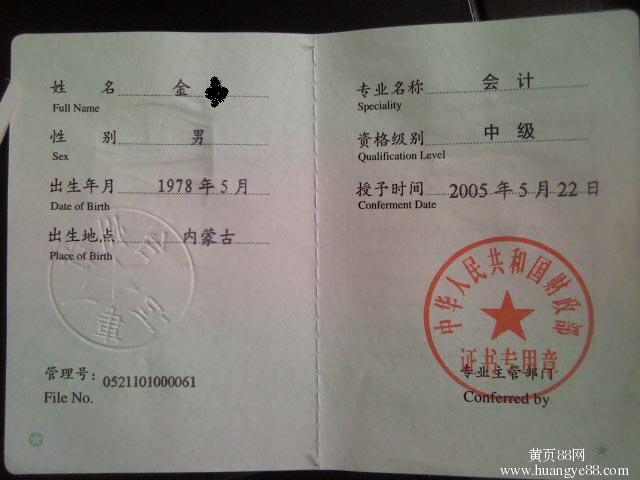 姓 名 金
Full Name
性 别 男
Sex
出生年月 1978 年 5 月
Date of Birth
出生地点 内蒙古
Place of Birth
管理号: 0521101000061
File No.
专业名称 会 计
Speciality
资格级别 中 级
Qualification Level
授予时间 2005 年 5 月 22 日
Conferment Date
中华人民共和国财政部
证书专用章
专业主管部门
Conferred by
黄页88网
www.huangye88.com